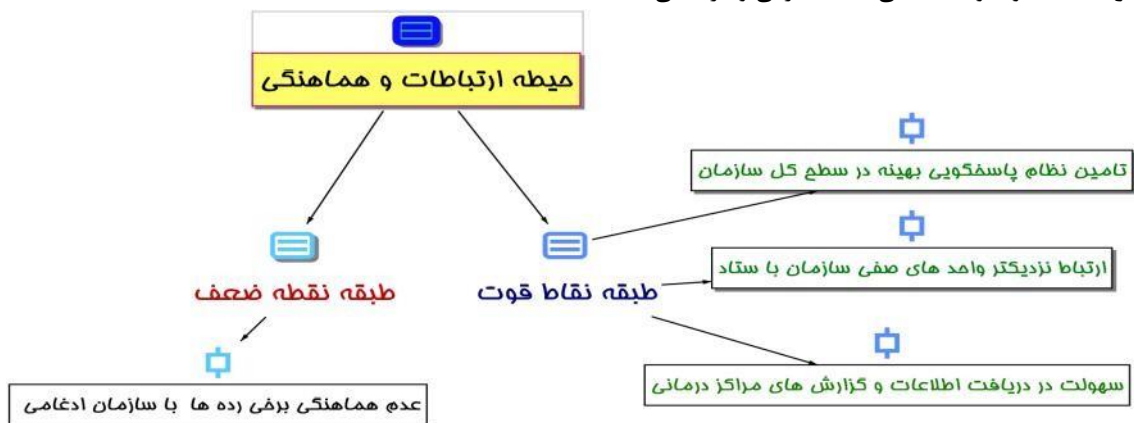 حیطه ارتباطات و هماهنگی
تامین نظام پاسخگویی بهینه در سطح کل سازمان
ارتباط نزدیکتر واحد های صفی سازمان با ستاد
طبقه نقاط قوت
طبقه نقطه ضعف
سهولت در دریافت اطلاعات و گزارش های مراکز درمانی
عدم هماهنگی برخی رده ها با سازمان ادغامی